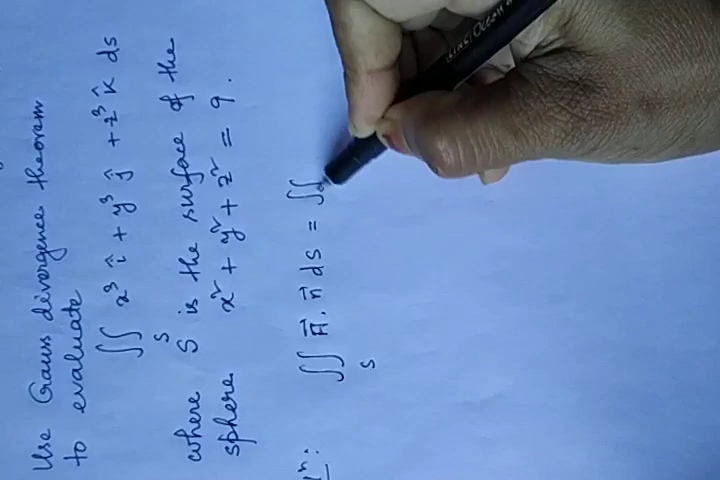 Use Gauss divergence theorem
to evaluate
∬ x³ î + y³ ĵ + z³ k̂ ds
S
where S is the surface of the
sphere x² + y² + z² = 9.
lⁿ:
∬ A⃗ . n⃗ ds = ∬
S